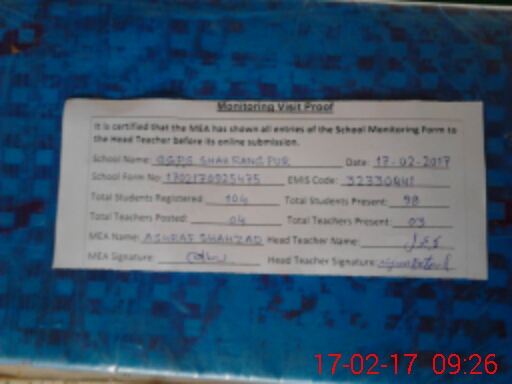 Monitoring Visit Proof
It is certified that the MEA has shown all entries of the School Monitoring Form to
the Head Teacher before its online submission.
School Name: GGPS SHAHRANG PUR Date: 17-02-2017
School Form No: 1702170925475 EMIS Code: 32330441
Total Students Registered: 104 Total Students Present: 98
Total Teachers Posted: 04 Total Teachers Present: 03
MEA Name: ASHRAF SHAHZAD Head Teacher Name:
MEA Signature: Head Teacher Signature:
17-02-17 09:26